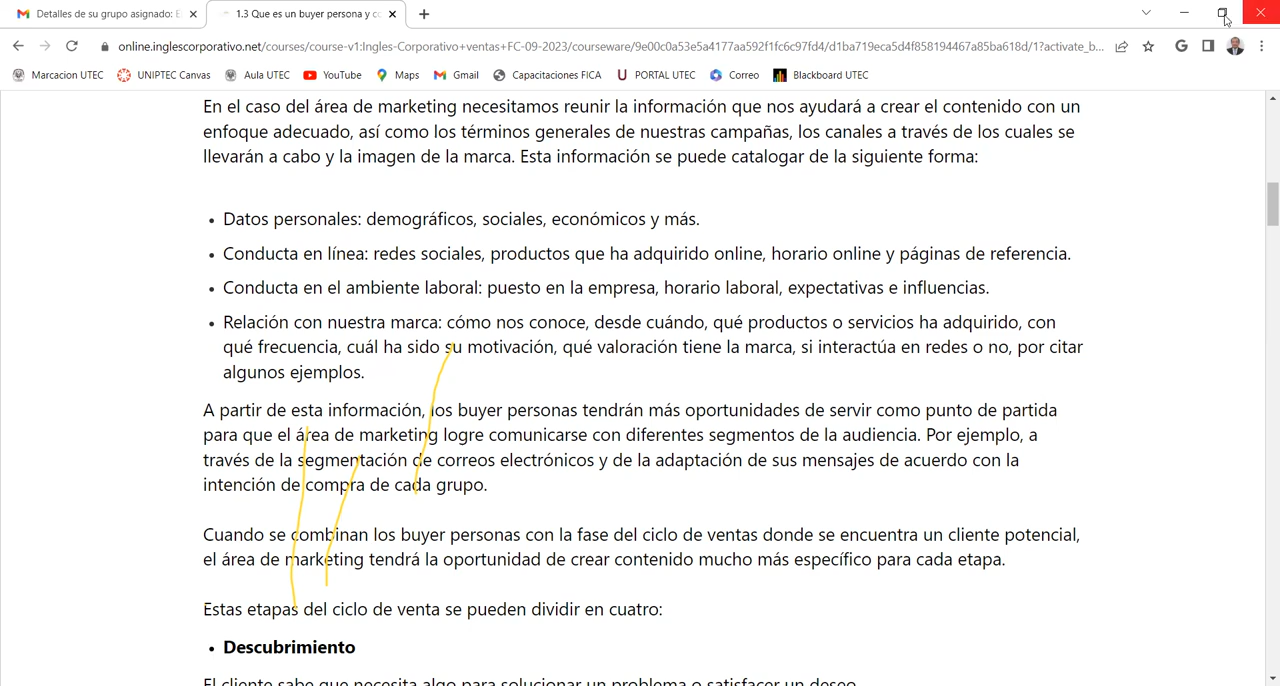 Detalles de su grupo asignado: E
1.3 Que es un buyer persona y co
online.inglescorporativo.net/courses/course-v1:Ingles-Corporativo+ventas+FC-09-2023/courseware/9e00c0a53e5a4177aa592f1fc6c97fd4/d1ba719eca5d4f858194467a85ba618d/1?activate_b...
Marcacion UTEC UNIPTEC Canvas Aula UTEC YouTube Maps Gmail Capacitaciones FICA PORTAL UTEC Correo Blackboard UTEC
En el caso del área de marketing necesitamos reunir la información que nos ayudará a crear el contenido con un
enfoque adecuado, así como los términos generales de nuestras campañas, los canales a través de los cuales se
llevarán a cabo y la imagen de la marca. Esta información se puede catalogar de la siguiente forma:
• Datos personales: demográficos, sociales, económicos y más.
• Conducta en línea: redes sociales, productos que ha adquirido online, horario online y páginas de referencia.
• Conducta en el ambiente laboral: puesto en la empresa, horario laboral, expectativas e influencias.
• Relación con nuestra marca: cómo nos conoce, desde cuándo, qué productos o servicios ha adquirido, con
qué frecuencia, cuál ha sido su motivación, qué valoración tiene la marca, si interactúa en redes o no, por citar
algunos ejemplos.
A partir de esta información, los buyer personas tendrán más oportunidades de servir como punto de partida
para que el área de marketing logre comunicarse con diferentes segmentos de la audiencia. Por ejemplo, a
través de la segmentación de correos electrónicos y de la adaptación de sus mensajes de acuerdo con la
intención de compra de cada grupo.
Cuando se combinan los buyer personas con la fase del ciclo de ventas donde se encuentra un cliente potencial,
el área de marketing tendrá la oportunidad de crear contenido mucho más específico para cada etapa.
Estas etapas del ciclo de venta se pueden dividir en cuatro:
• Descubrimiento
El cliente sabe que necesita algo para solucionar un problema o satisfacer un deseo